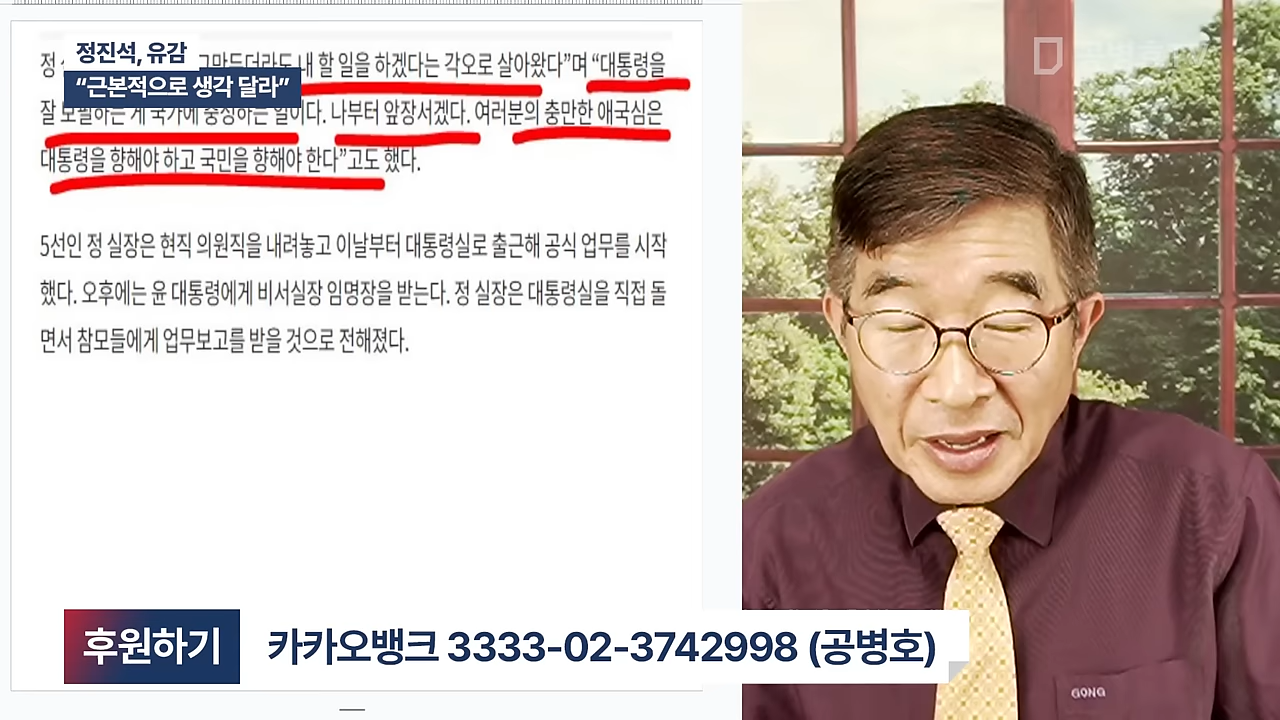 정진석, 유감
“근본적으로 생각 달라”
내 할 일을 하겠다는 각오로 살아왔다”며 “대통령을
잘 보필하는 게 국가에 충성하는 일이다. 나부터 앞장서겠다. 여러분의 충만한 애국심은
대통령을 향해야 하고 국민을 향해야 한다”고도 했다.
5선인 정 실장은 현직 의원직을 내려놓고 이날부터 대통령실로 출근해 공식 업무를 시작
했다. 오후에는 윤 대통령에게 비서실장 임명장을 받는다. 정 실장은 대통령실을 직접 돌
면서 참모들에게 업무보고를 받을 것으로 전해졌다.
후원하기
카카오뱅크 3333-02-3742998 (공병호)
GONG